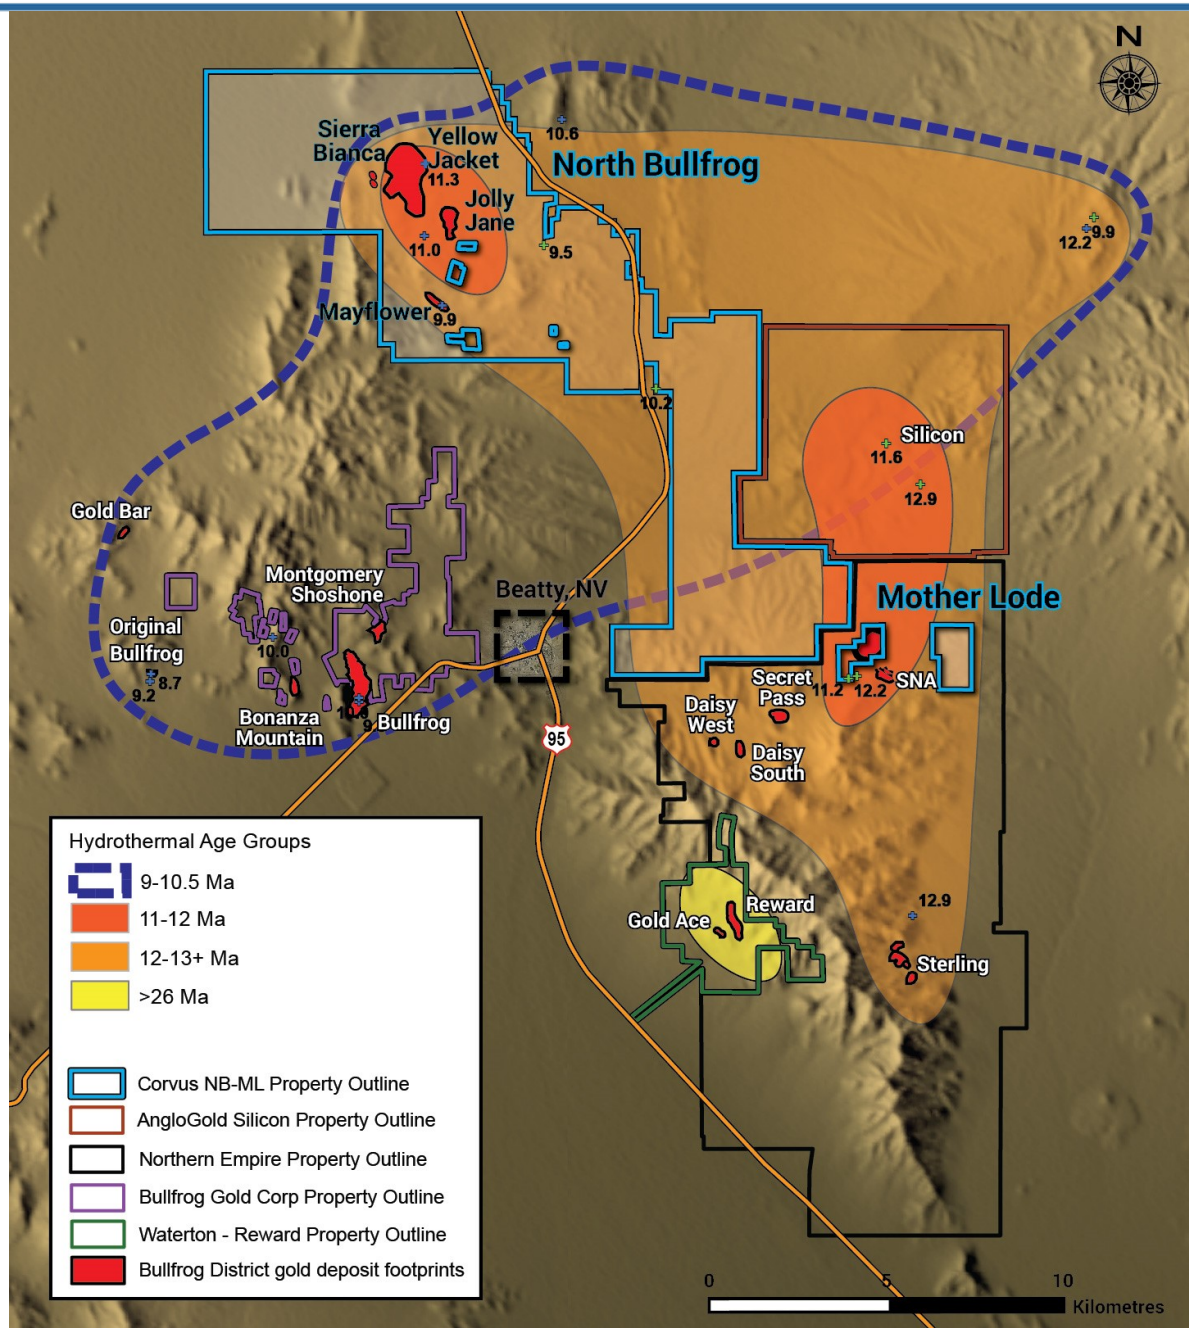 N
10.6
Sierra
Bianca
Yellow
Jacket
11.3
North Bullfrog
Jolly
Jane
11.0
9.5
9.9
12.2
Mayflower
9.9
10.2
Silicon
11.6
12.9
Gold Bar
Montgomery
Shoshone
Beatty, NV
Mother Lode
Original
Bullfrog
10.0
8.7
9.2
Bonanza
Mountain
9
Bullfrog
95
Secret
Pass
11.2
12.2
SNA
Daisy
West
Daisy
South
Gold Ace
Reward
12.9
Sterling
Hydrothermal Age Groups
9-10.5 Ma
11-12 Ma
12-13+ Ma
>26 Ma
Corvus NB-ML Property Outline
AngloGold Silicon Property Outline
Northern Empire Property Outline
Bullfrog Gold Corp Property Outline
Waterton - Reward Property Outline
Bullfrog District gold deposit footprints
0
5
10
Kilometres